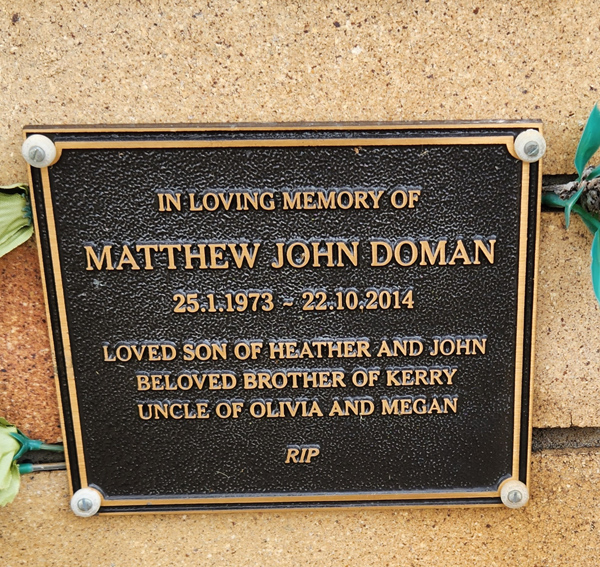 IN LOVING MEMORY OF
MATTHEW JOHN DOMAN
25.1.1973 ~ 22.10.2014
LOVED SON OF HEATHER AND JOHN
BELOVED BROTHER OF KERRY
UNCLE OF OLIVIA AND MEGAN
RIP